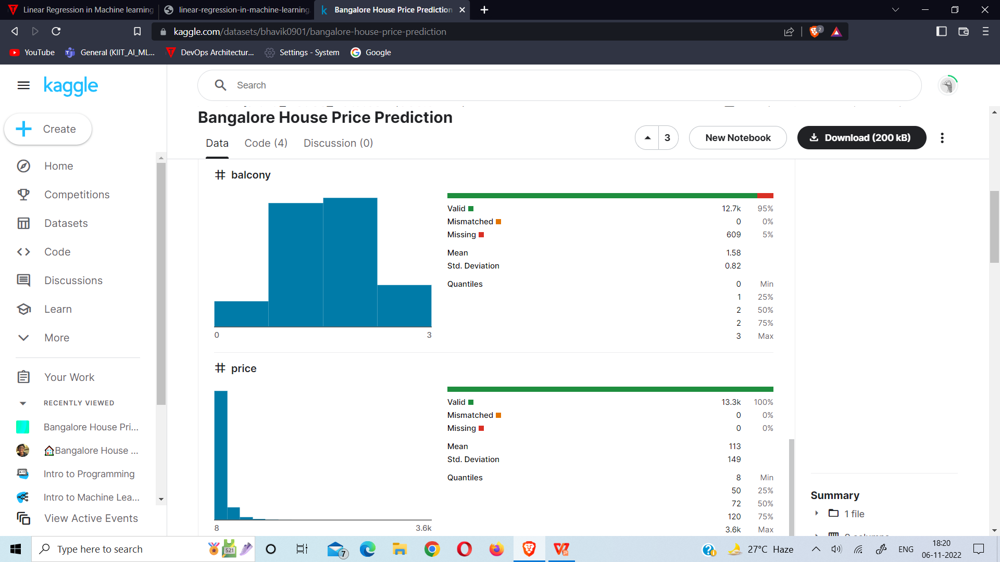 Linear Regression in Machine learning
linear-regression-in-machine-learning.
Bangalore House Price Prediction
kaggle.com/datasets/bhavik0901/bangalore-house-price-prediction
2
YouTube
General (KIIT_AI_ML...
DevOps Architectur...
Settings - System
Google
kaggle
Search
Create
Home
Competitions
Datasets
Code
Discussions
Learn
More
Your Work
RECENTLY VIEWED
Bangalore House Pri...
Bangalore House ...
Intro to Programming
Intro to Machine Lea...
View Active Events
Bangalore House Price Prediction
Data Code (4) Discussion (0)
3
New Notebook
Download (200 kB)
# balcony
0 3
Valid 12.7k 95%
Mismatched 0 0%
Missing 609 5%
Mean 1.58
Std. Deviation 0.82
Quantiles 0 Min
1 25%
2 50%
2 75%
3 Max
# price
8 3.6k
Valid 13.3k 100%
Mismatched 0 0%
Missing 0 0%
Mean 113
Std. Deviation 149
Quantiles 8 Min
50 25%
72 50%
120 75%
3.6k Max
Summary
1 file
Type here to search
521
7
27°C Haze
ENG
18:20
06-11-2022